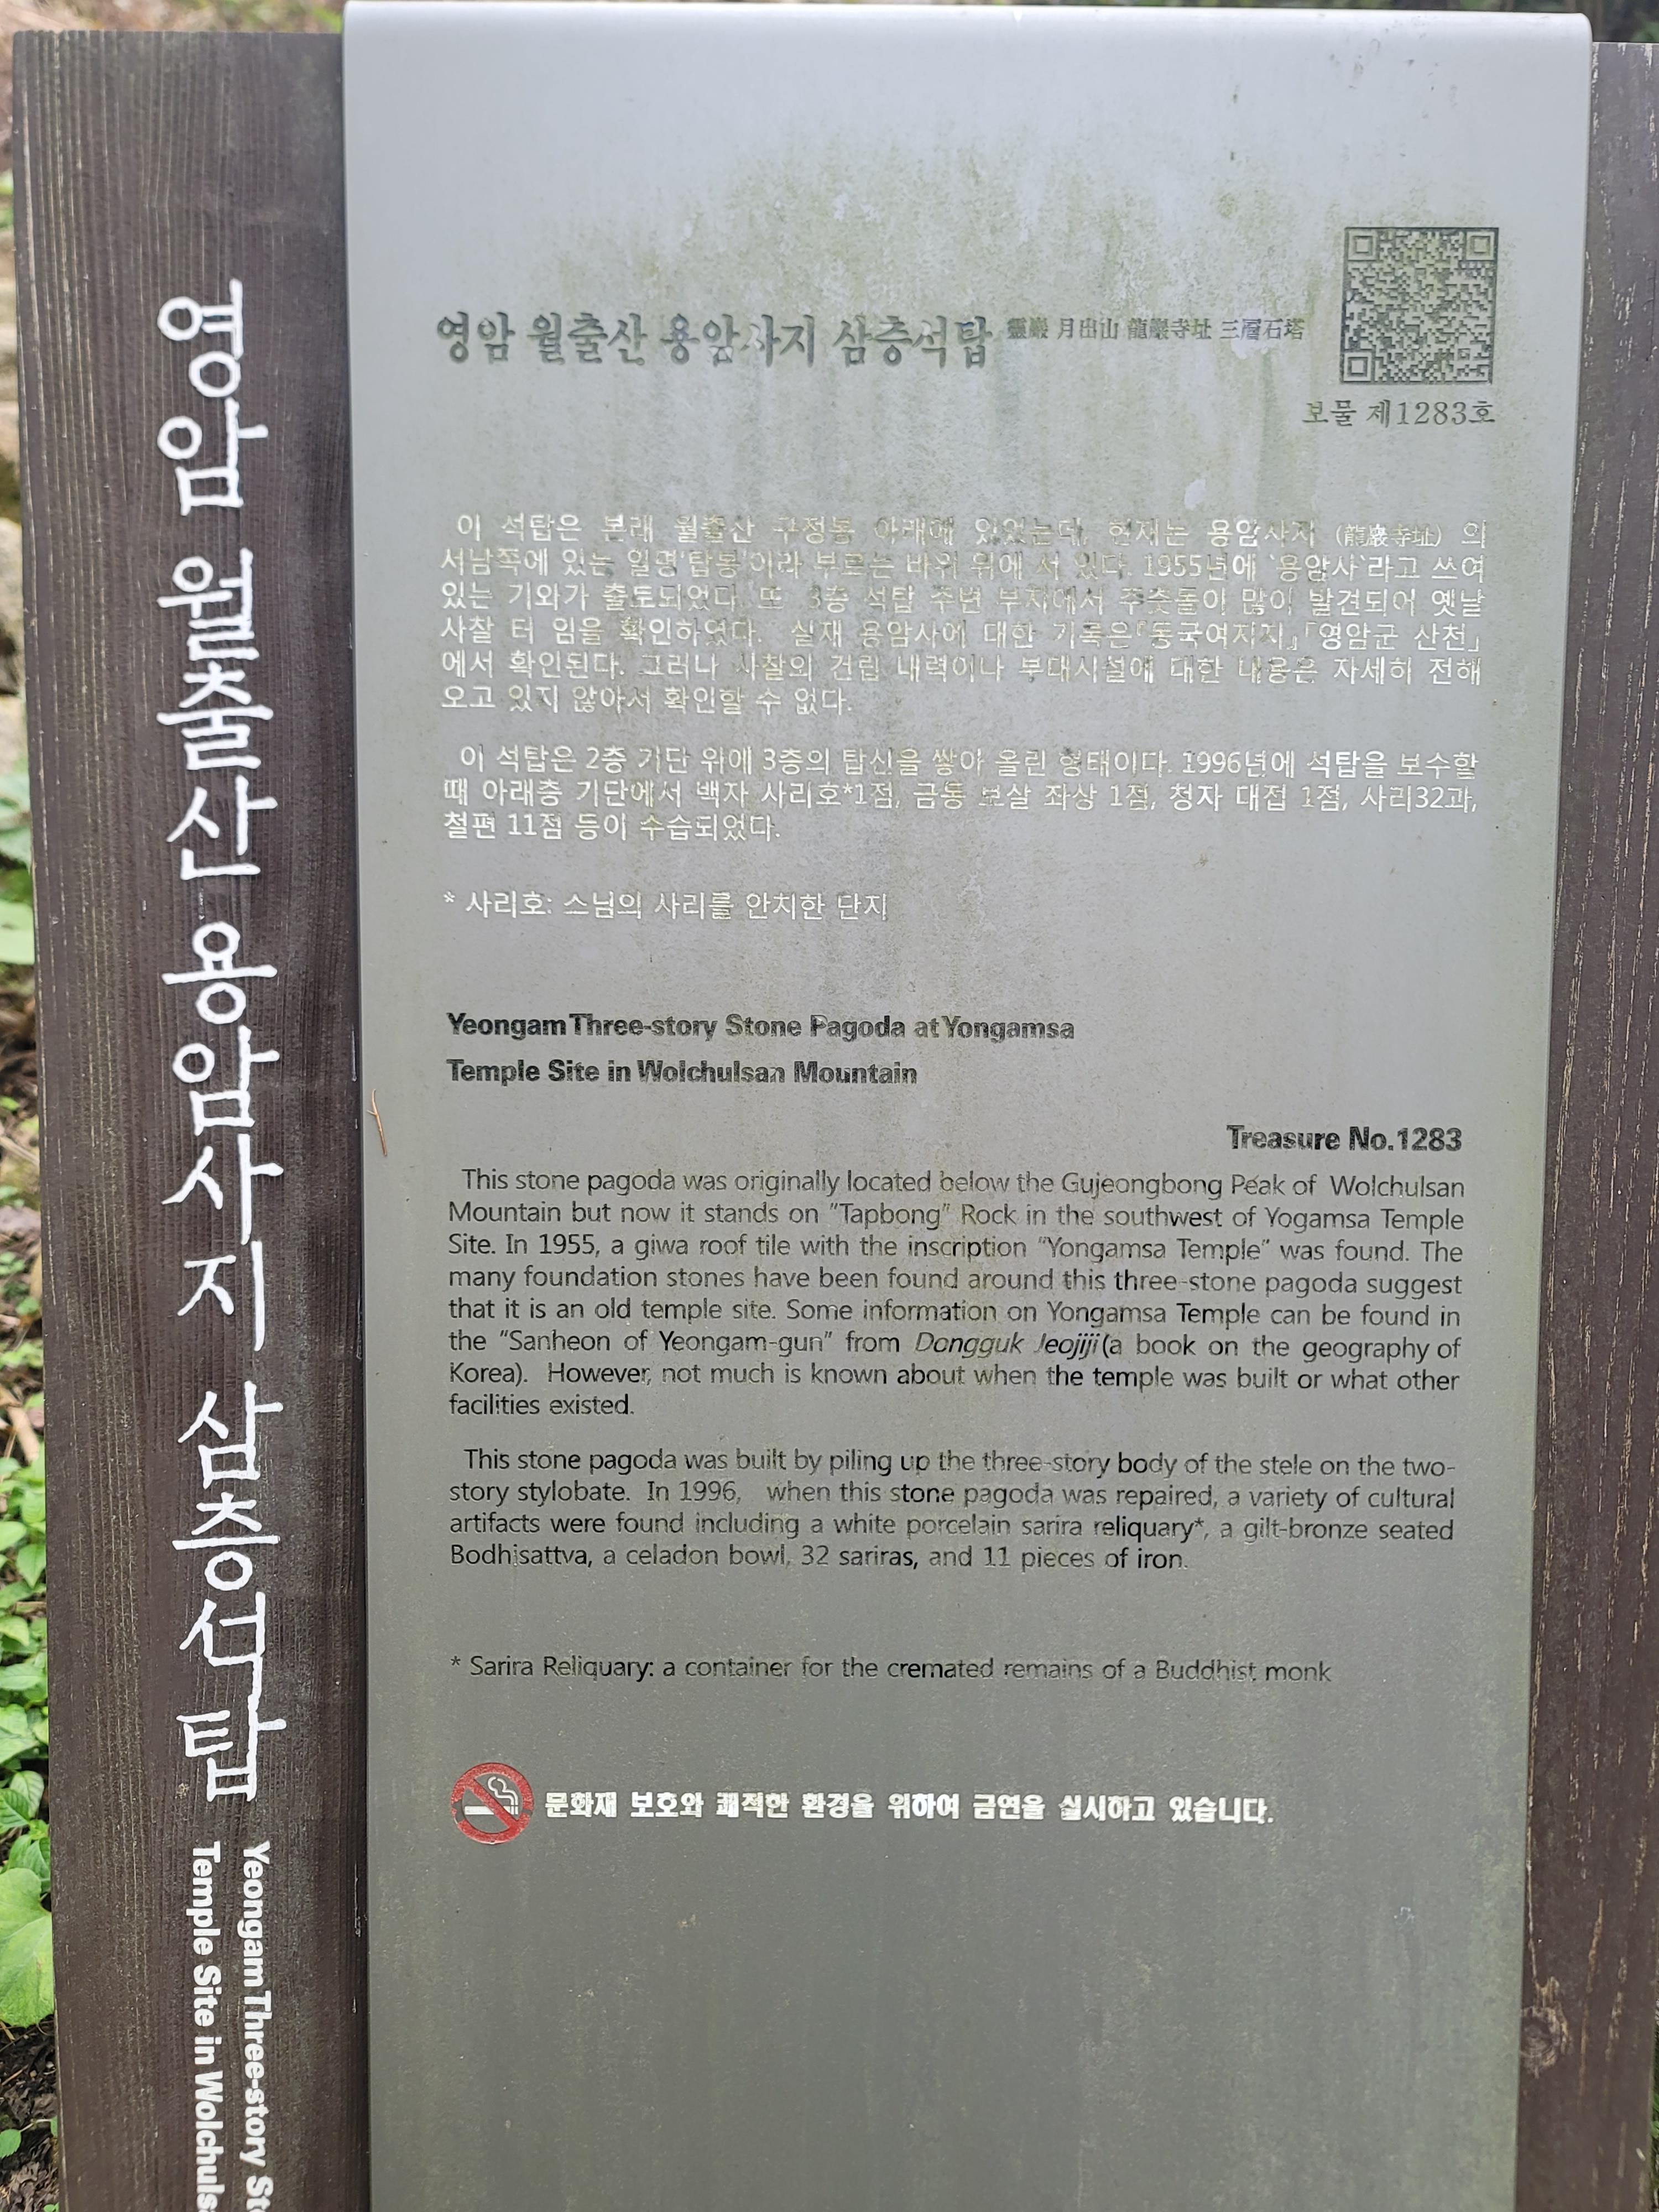 영암 월출산 용암사지 삼층석탑
Yeongam Three-story St
Temple Site in Wolchuls
영암 월출산 용암사지 삼층석탑 靈巖 月出山 龍巖寺址 三層石塔
보물 제1283호
이 석탑은 본래 월출산 구정봉 아래에 있었는데, 현재는 용암사지 (龍巖寺址) 의
서남쪽에 있는 일명'탑봉'이라 부르는 바위 위에 서 있다. 1955년에 '용암사'라고 쓰여
있는 기와가 출토되었다. 또 3층 석탑 주변 부지에서 주춧돌이 많이 발견되어 옛날
사찰 터 임을 확인하였다. 실재 용암사에 대한 기록은『동국여지지』「영암군 산천」
에서 확인된다. 그러나 사찰의 건립 내력이나 부대시설에 대한 내용은 자세히 전해
오고 있지 않아서 확인할 수 없다.
이 석탑은 2층 기단 위에 3층의 탑신을 쌓아 올린 형태이다. 1996년에 석탑을 보수할
때 아래층 기단에서 백자 사리호*1점, 금동 보살 좌상 1점, 청자 대접 1점, 사리32과,
철편 11점 등이 수습되었다.
* 사리호: 스님의 사리를 안치한 단지
Yeongam Three-story Stone Pagoda at Yongamsa
Temple Site in Wolchulsan Mountain
Treasure No.1283
This stone pagoda was originally located below the Gujeongbong Peak of Wolchulsan
Mountain but now it stands on "Tapbong" Rock in the southwest of Yogamsa Temple
Site. In 1955, a giwa roof tile with the inscription "Yongamsa Temple" was found. The
many foundation stones have been found around this three-stone pagoda suggest
that it is an old temple site. Some information on Yongamsa Temple can be found in
the "Sanheon of Yeongam-gun" from Dongguk Jeojiji(a book on the geography of
Korea). However, not much is known about when the temple was built or what other
facilities existed.
This stone pagoda was built by piling up the three-story body of the stele on the two-
story stylobate. In 1996, when this stone pagoda was repaired, a variety of cultural
artifacts were found including a white porcelain sarira reliquary*, a gilt-bronze seated
Bodhisattva, a celadon bowl, 32 sariras, and 11 pieces of iron.
* Sarira Reliquary: a container for the cremated remains of a Buddhist monk
문화재 보호와 쾌적한 환경을 위하여 금연을 실시하고 있습니다.